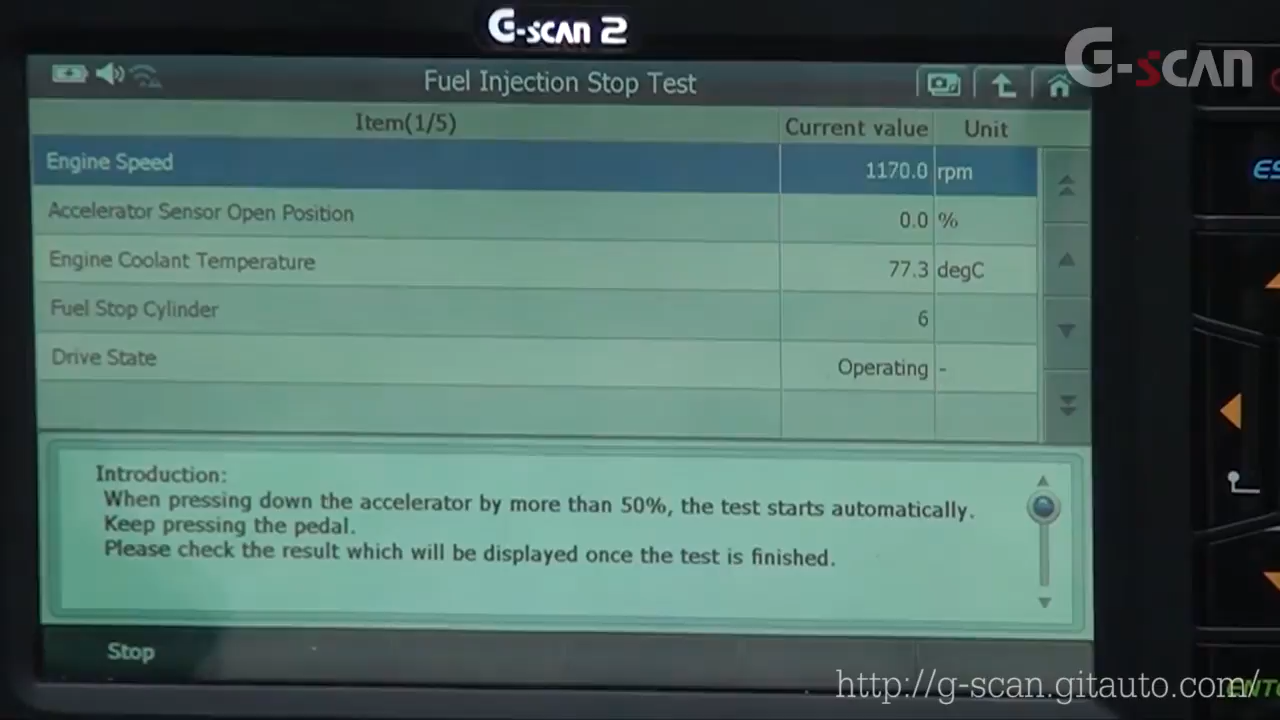 G-SCAN 2
G-SCAN
Fuel Injection Stop Test
Item(1/5) Current value Unit
Engine Speed 1170.0 rpm
Accelerator Sensor Open Position 0.0 %
Engine Coolant Temperature 77.3 degC
Fuel Stop Cylinder 6
Drive State Operating -
Introduction:
When pressing down the accelerator by more than 50%, the test starts automatically.
Keep pressing the pedal.
Please check the result which will be displayed once the test is finished.
Stop
http://g-scan.gitauto.com/